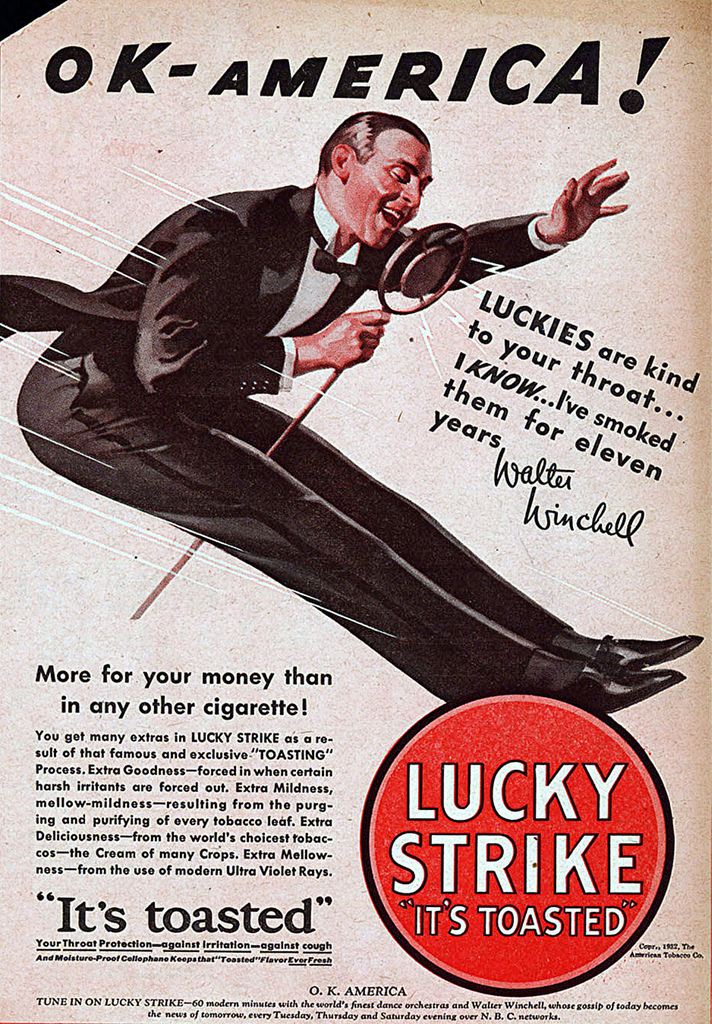 OK-AMERICA!
LUCKIES are kind
to your throat...
I KNOW...I've smoked
them for eleven
years
Walter
Winchell
More for your money than
in any other cigarette!
You get many extras in LUCKY STRIKE as a re-
sult of that famous and exclusive "TOASTING"
Process. Extra Goodness—forced in when certain
harsh irritants are forced out. Extra Mildness,
mellow-mildness—resulting from the purg-
ing and purifying of every tobacco leaf. Extra
Deliciousness—from the world's choicest tobac-
cos—the Cream of many Crops. Extra Mellow-
ness—from the use of modern Ultra Violet Rays.
"It's toasted"
Your Throat Protection—against irritation—against cough
And Moisture-Proof Cellophane Keeps that "Toasted" Flavor Ever Fresh
LUCKY
STRIKE
"IT'S TOASTED"
Copr., 1932, The
American Tobacco Co.
O. K. AMERICA
TUNE IN ON LUCKY STRIKE—60 modern minutes with the world's finest dance orchestras and Walter Winchell, whose gossip of today becomes
the news of tomorrow, every Tuesday, Thursday and Saturday evening over N. B. C. networks.